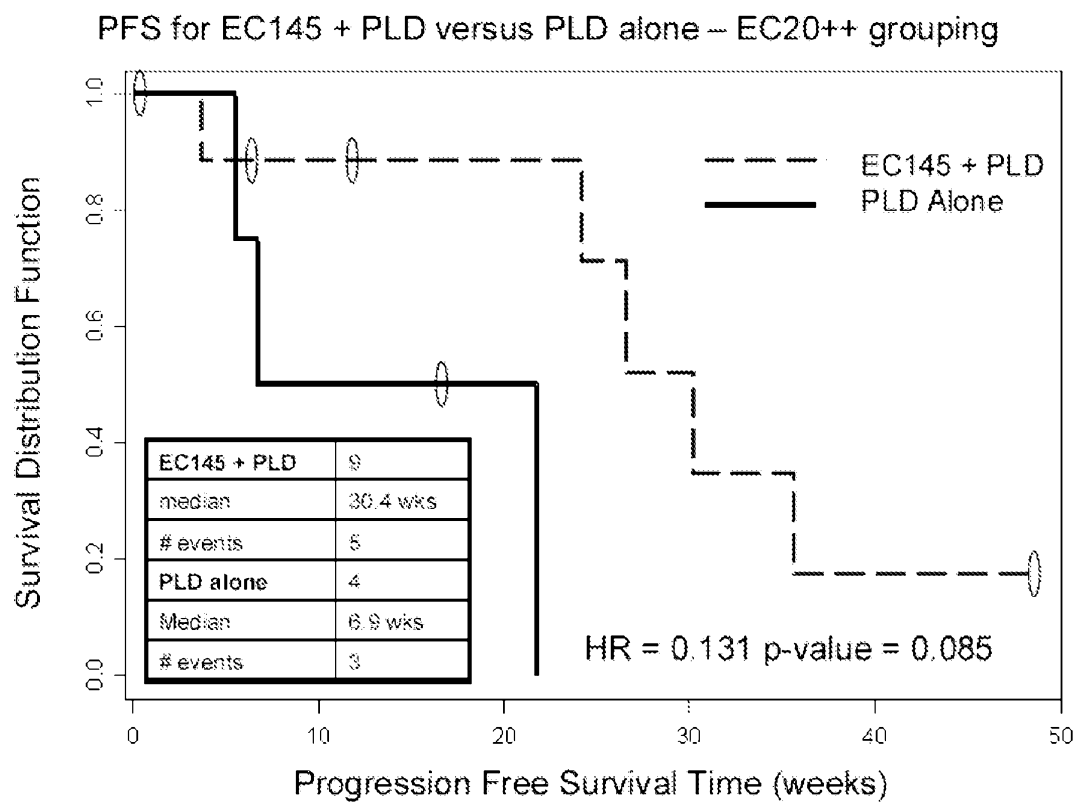 PFS for EC145 + PLD versus PLD alone – EC20++ grouping
Survival Distribution Function
1.0
0.8
0.6
0.4
0.2
0.0
EC145 + PLD
PLD Alone
EC145 + PLD 9
median 30.4 wks
# events 5
PLD alone 4
Median 6.9 wks
# events 3
HR = 0.131 p-value = 0.085
0 10 20 30 40 50
Progression Free Survival Time (weeks)